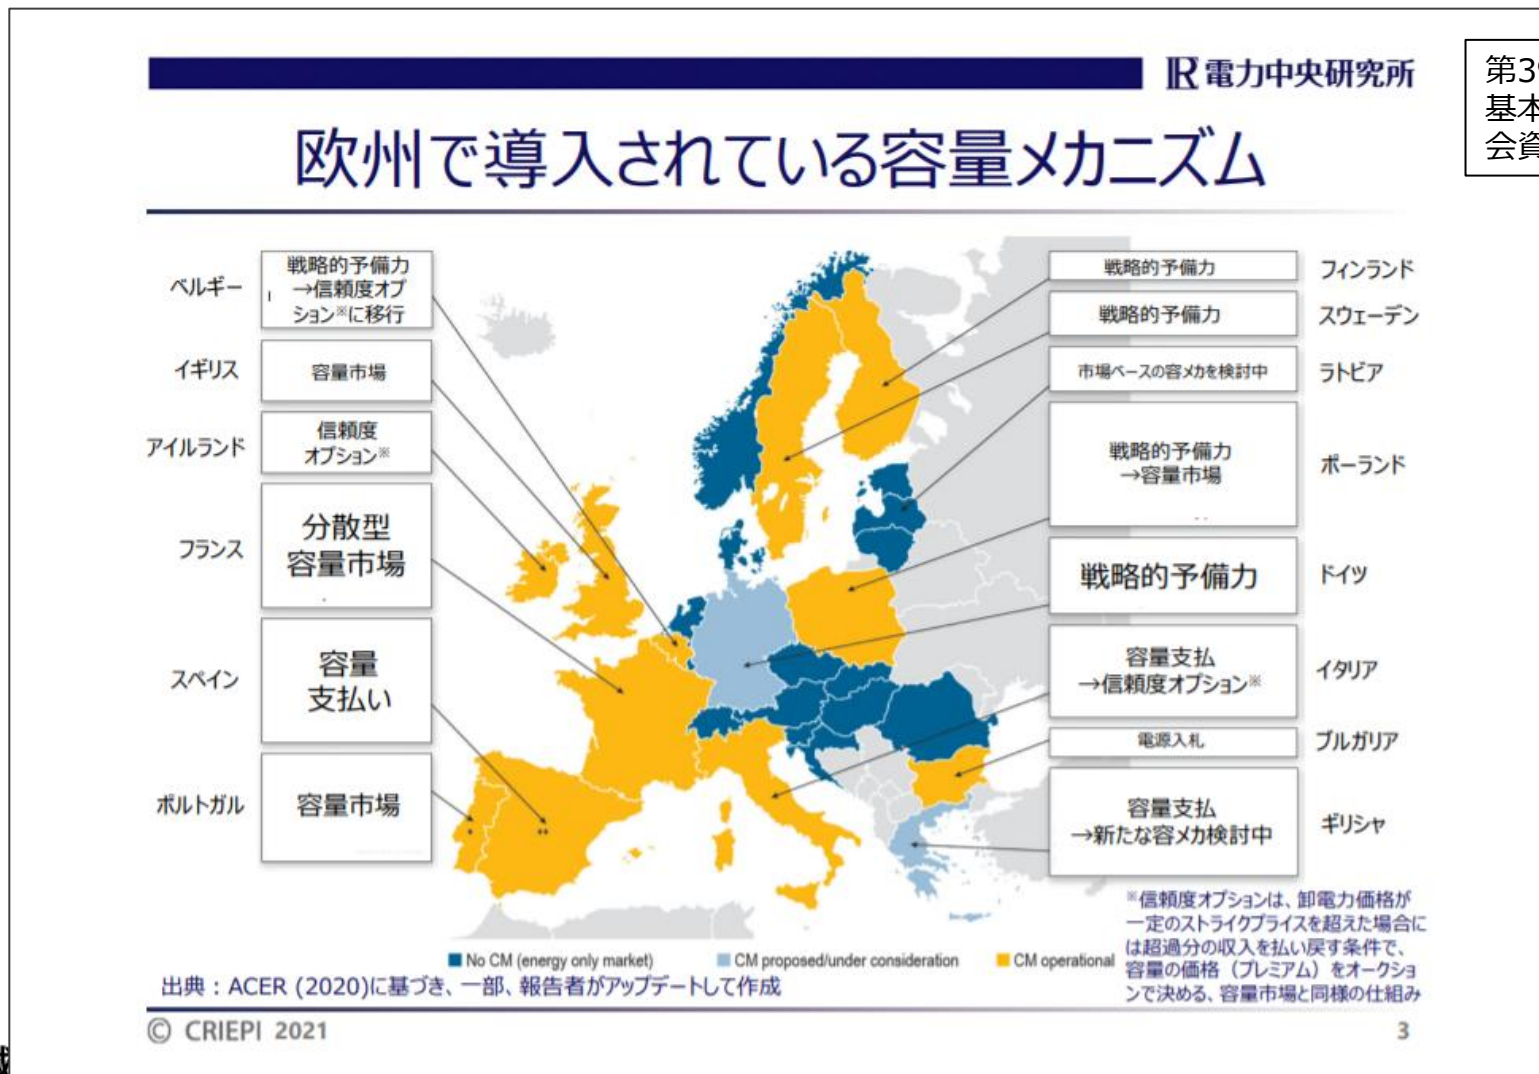 電力中央研究所
第39
基本
会資
欧州で導入されている容量メカニズム
ベルギー
戦略的予備力
→信頼度オプ
ション※に移行
イギリス
容量市場
アイルランド
信頼度
オプション※
フランス
分散型
容量市場
スペイン
容量
支払い
ポルトガル
容量市場
戦略的予備力
フィンランド
戦略的予備力
スウェーデン
市場ベースの容メカを検討中
ラトビア
戦略的予備力
→容量市場
ポーランド
戦略的予備力
ドイツ
容量支払
→信頼度オプション※
イタリア
電源入札
ブルガリア
容量支払
→新たな容メカ検討中
ギリシャ
※信頼度オプションは、卸電力価格が
一定のストライクプライスを超えた場合に
は超過分の収入を払い戻す条件で、
容量の価格（プレミアム）をオークショ
ンで決める、容量市場と同様の仕組み
No CM (energy only market)
CM proposed/under consideration
CM operational
出典：ACER (2020)に基づき、一部、報告者がアップデートして作成
© CRIEPI 2021
3